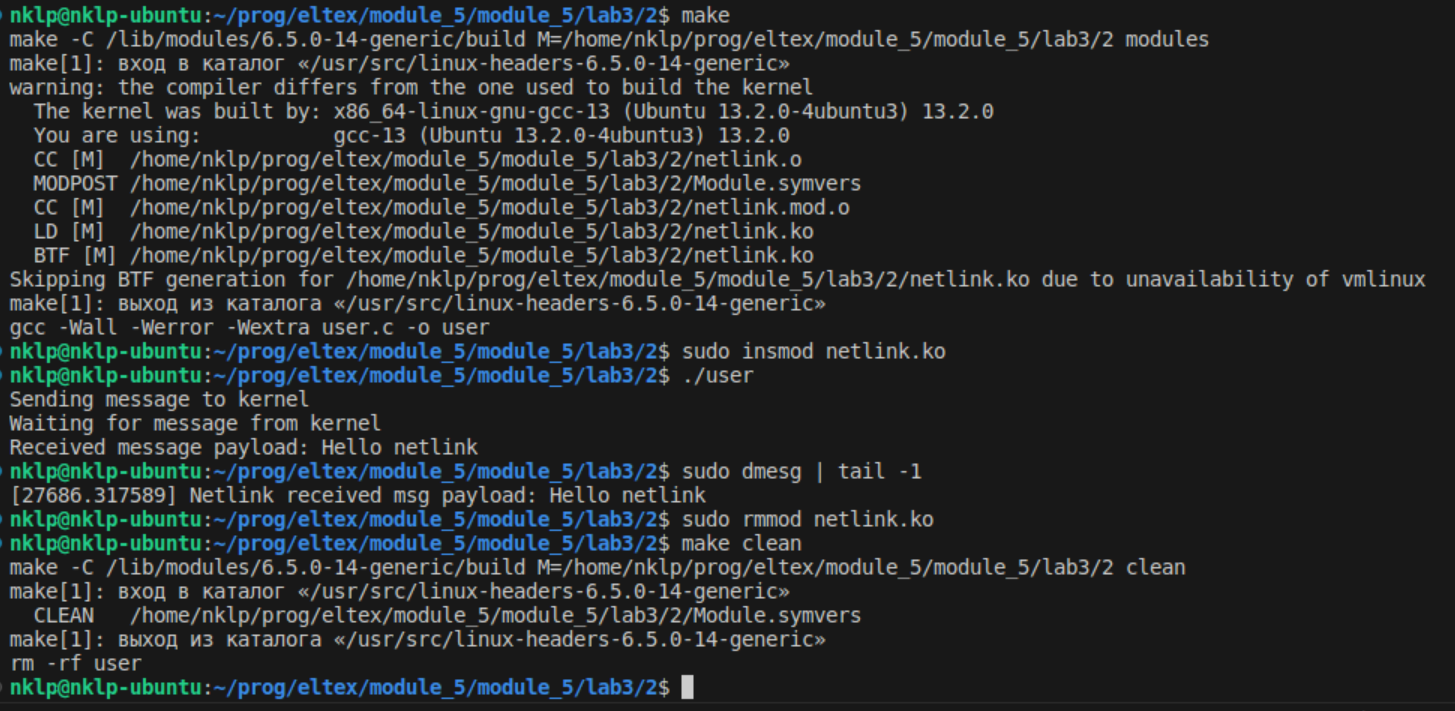 nklp@nklp-ubuntu:~/prog/eltex/module_5/module_5/lab3/2$ make
make -C /lib/modules/6.5.0-14-generic/build M=/home/nklp/prog/eltex/module_5/module_5/lab3/2 modules
make[1]: вход в каталог «/usr/src/linux-headers-6.5.0-14-generic»
warning: the compiler differs from the one used to build the kernel
  The kernel was built by: x86_64-linux-gnu-gcc-13 (Ubuntu 13.2.0-4ubuntu3) 13.2.0
  You are using:           gcc-13 (Ubuntu 13.2.0-4ubuntu3) 13.2.0
  CC [M]  /home/nklp/prog/eltex/module_5/module_5/lab3/2/netlink.o
  MODPOST /home/nklp/prog/eltex/module_5/module_5/lab3/2/Module.symvers
  CC [M]  /home/nklp/prog/eltex/module_5/module_5/lab3/2/netlink.mod.o
  LD [M]  /home/nklp/prog/eltex/module_5/module_5/lab3/2/netlink.ko
  BTF [M] /home/nklp/prog/eltex/module_5/module_5/lab3/2/netlink.ko
Skipping BTF generation for /home/nklp/prog/eltex/module_5/module_5/lab3/2/netlink.ko due to unavailability of vmlinux
make[1]: выход из каталога «/usr/src/linux-headers-6.5.0-14-generic»
gcc -Wall -Werror -Wextra user.c -o user
nklp@nklp-ubuntu:~/prog/eltex/module_5/module_5/lab3/2$ sudo insmod netlink.ko
nklp@nklp-ubuntu:~/prog/eltex/module_5/module_5/lab3/2$ ./user
Sending message to kernel
Waiting for message from kernel
Received message payload: Hello netlink
nklp@nklp-ubuntu:~/prog/eltex/module_5/module_5/lab3/2$ sudo dmesg | tail -1
[27686.317589] Netlink received msg payload: Hello netlink
nklp@nklp-ubuntu:~/prog/eltex/module_5/module_5/lab3/2$ sudo rmmod netlink.ko
nklp@nklp-ubuntu:~/prog/eltex/module_5/module_5/lab3/2$ make clean
make -C /lib/modules/6.5.0-14-generic/build M=/home/nklp/prog/eltex/module_5/module_5/lab3/2 clean
make[1]: вход в каталог «/usr/src/linux-headers-6.5.0-14-generic»
  CLEAN   /home/nklp/prog/eltex/module_5/module_5/lab3/2/Module.symvers
make[1]: выход из каталога «/usr/src/linux-headers-6.5.0-14-generic»
rm -rf user
nklp@nklp-ubuntu:~/prog/eltex/module_5/module_5/lab3/2$